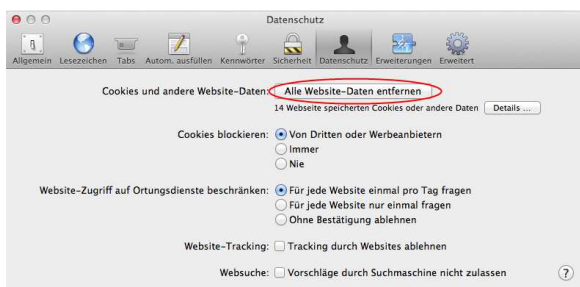 Datenschutz
Allgemein Lesezeichen Tabs Autom. ausfüllen Kennwörter Sicherheit Datenschutz Erweiterungen Erweitert
Cookies und andere Website-Daten: Alle Website-Daten entfernen
14 Webseite speicherten Cookies oder andere Daten Details ...
Cookies blockieren: Von Dritten oder Werbeanbietern
Immer
Nie
Website-Zugriff auf Ortungsdienste beschränken: Für jede Website einmal pro Tag fragen
Für jede Website nur einmal fragen
Ohne Bestätigung ablehnen
Website-Tracking: Tracking durch Websites ablehnen
Websuche: Vorschläge durch Suchmaschine nicht zulassen ?